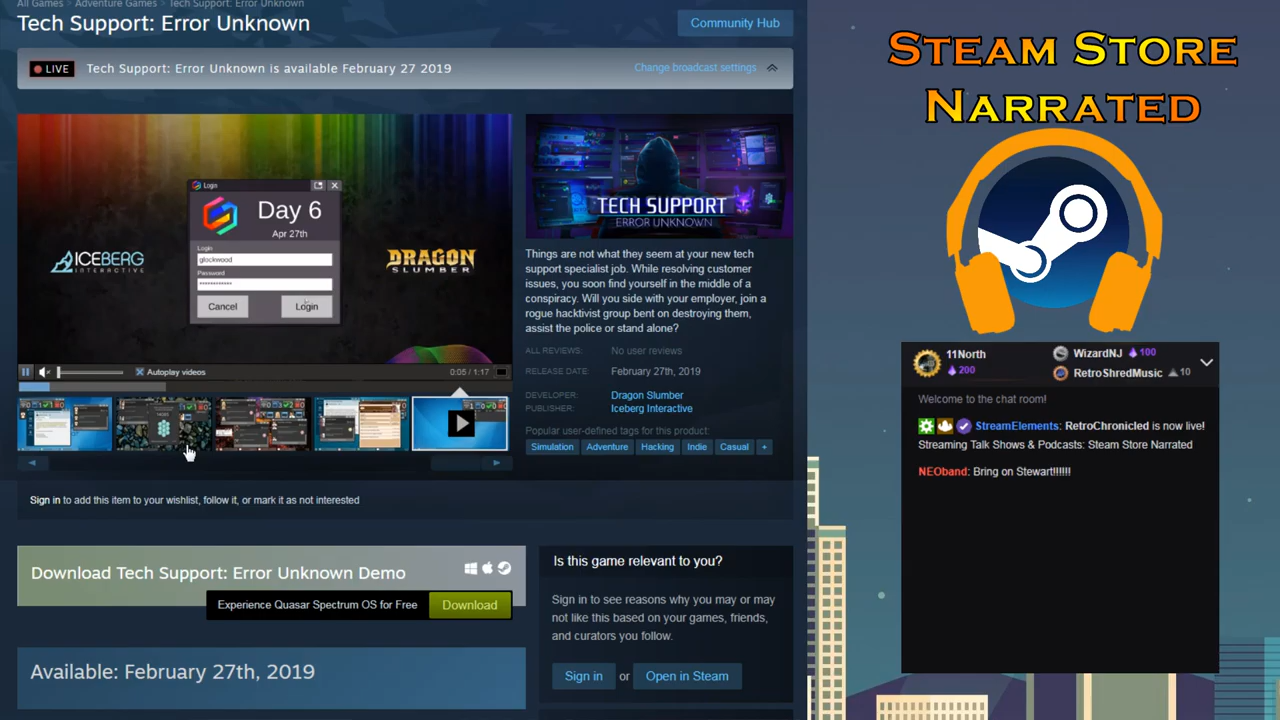 All Games > Adventure Games > Tech Support: Error Unknown
Tech Support: Error Unknown
Community Hub
LIVE
Tech Support: Error Unknown is available February 27 2019
Change broadcast settings
Login
Day 6
Apr 27th
Login
glockwood
Password
************
Cancel
Login
ICEBERG
INTERACTIVE
DRAGON
SLUMBER
Autoplay videos
0:05 / 1:17
TECH SUPPORT
ERROR UNKNOWN
Things are not what they seem at your new tech
support specialist job. While resolving customer
issues, you soon find yourself in the middle of a
conspiracy. Will you side with your employer, join a
rogue hacktivist group bent on destroying them,
assist the police or stand alone?
ALL REVIEWS: No user reviews
RELEASE DATE: February 27th, 2019
DEVELOPER: Dragon Slumber
PUBLISHER: Iceberg Interactive
Popular user-defined tags for this product:
Simulation Adventure Hacking Indie Casual +
Sign in to add this item to your wishlist, follow it, or mark it as not interested
Download Tech Support: Error Unknown Demo
Experience Quasar Spectrum OS for Free
Download
Available: February 27th, 2019
Is this game relevant to you?
Sign in to see reasons why you may or may
not like this based on your games, friends,
and curators you follow.
Sign in or Open in Steam
STEAM STORE
NARRATED
11North
200
WizardNJ 100
RetroShredMusic 10
Welcome to the chat room!
StreamElements: RetroChronicled is now live!
Streaming Talk Shows & Podcasts: Steam Store Narrated
NEOband: Bring on Stewart!!!!!!